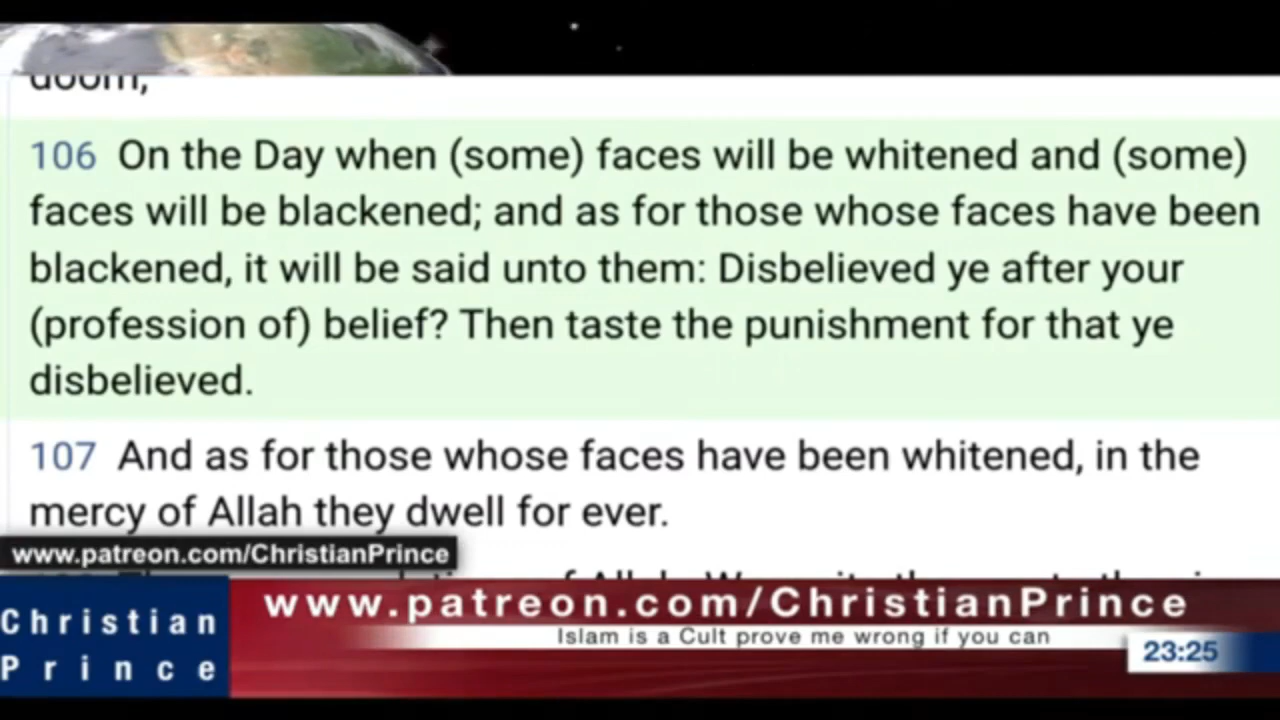 doom,
106 On the Day when (some) faces will be whitened and (some)
faces will be blackened; and as for those whose faces have been
blackened, it will be said unto them: Disbelieved ye after your
(profession of) belief? Then taste the punishment for that ye
disbelieved.
107 And as for those whose faces have been whitened, in the
mercy of Allah they dwell for ever.
www.patreon.com/ChristianPrince
www.patreon.com/ChristianPrince
Christian
Prince
Islam is a Cult prove me wrong if you can
23:25